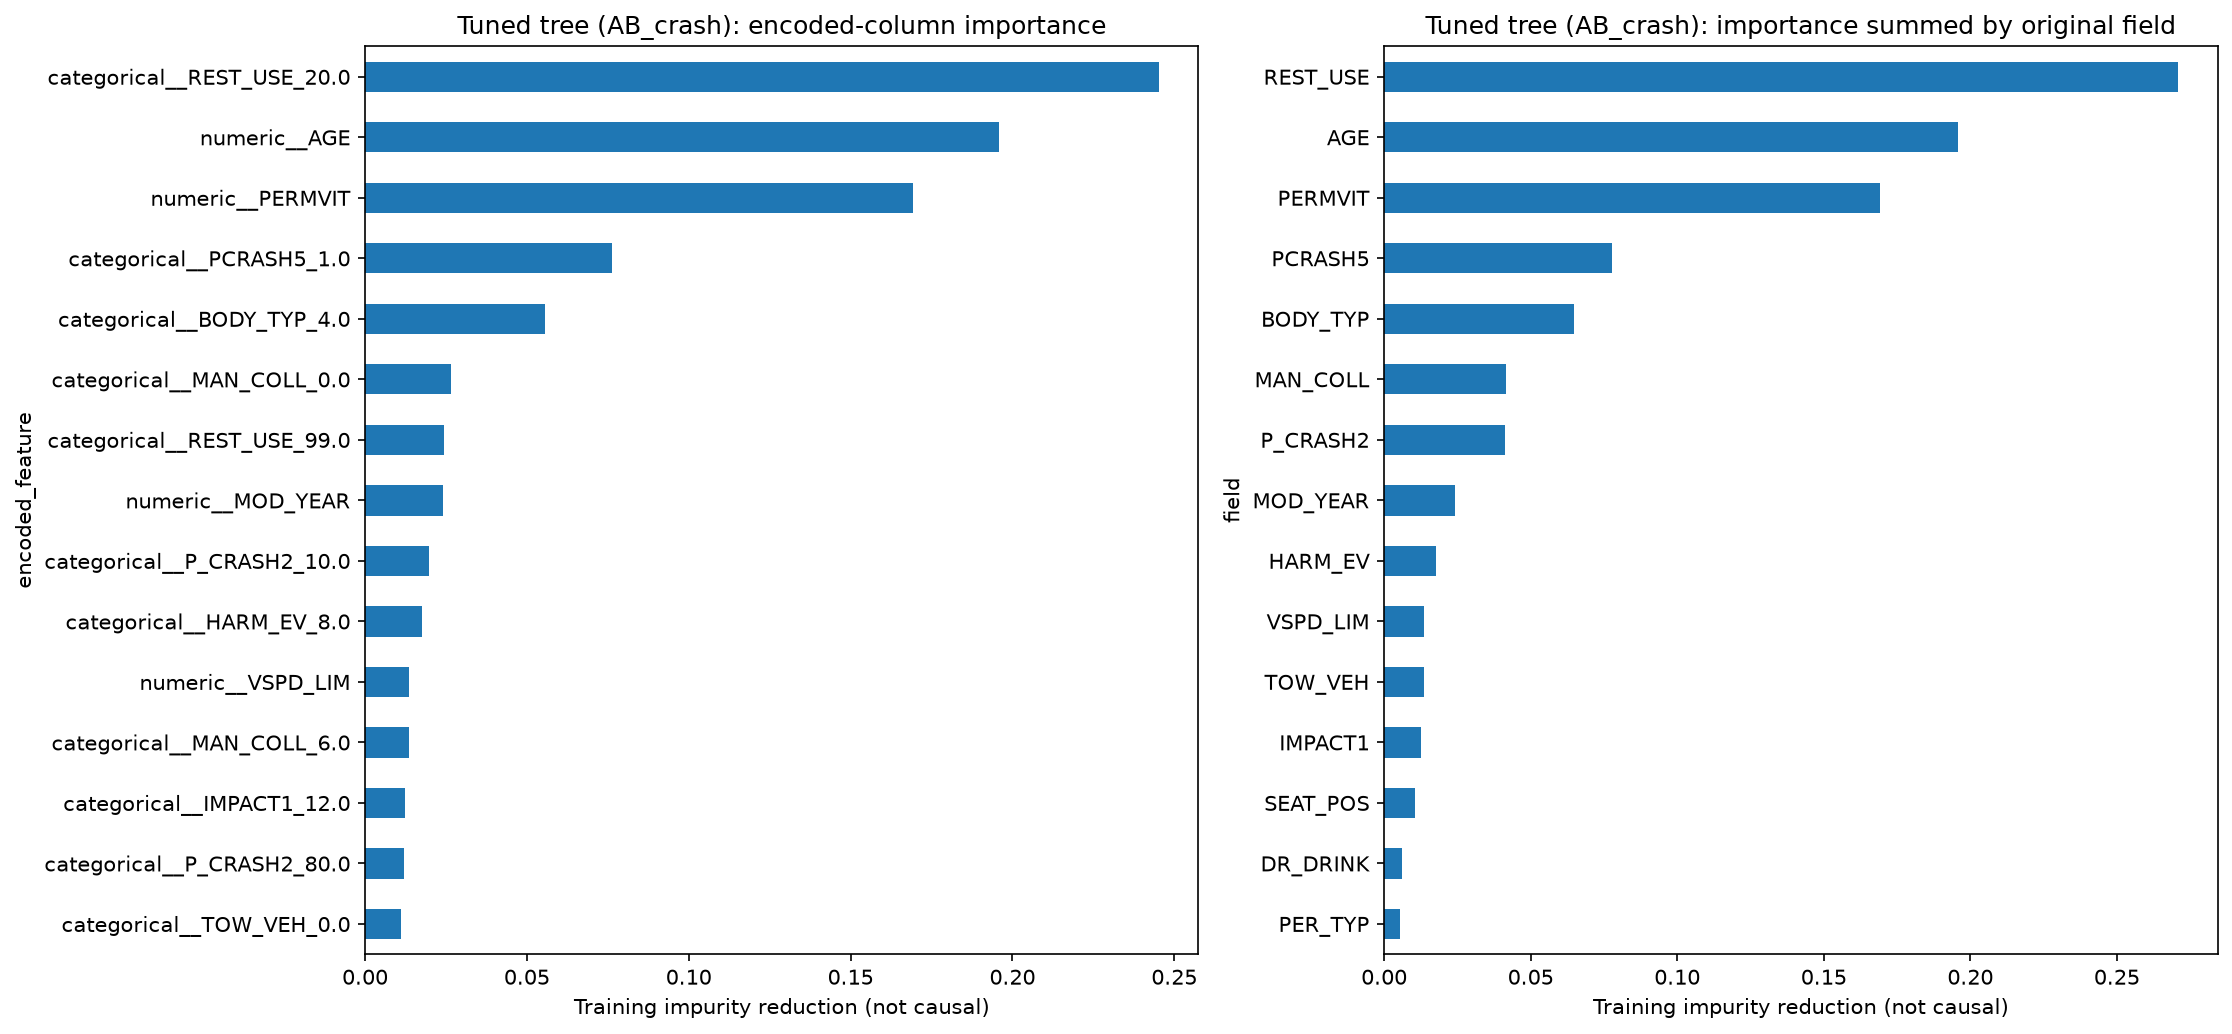 Tuned tree (AB_crash): encoded-column importance
encoded_feature
categorical__REST_USE_20.0
numeric__AGE
numeric__PERMVIT
categorical__PCRASH5_1.0
categorical__BODY_TYP_4.0
categorical__MAN_COLL_0.0
categorical__REST_USE_99.0
numeric__MOD_YEAR
categorical__P_CRASH2_10.0
categorical__HARM_EV_8.0
numeric__VSPD_LIM
categorical__MAN_COLL_6.0
categorical__IMPACT1_12.0
categorical__P_CRASH2_80.0
categorical__TOW_VEH_0.0
0.00 0.05 0.10 0.15 0.20 0.25
Training impurity reduction (not causal)
Tuned tree (AB_crash): importance summed by original field
field
REST_USE
AGE
PERMVIT
PCRASH5
BODY_TYP
MAN_COLL
P_CRASH2
MOD_YEAR
HARM_EV
VSPD_LIM
TOW_VEH
IMPACT1
SEAT_POS
DR_DRINK
PER_TYP
0.00 0.05 0.10 0.15 0.20 0.25
Training impurity reduction (not causal)